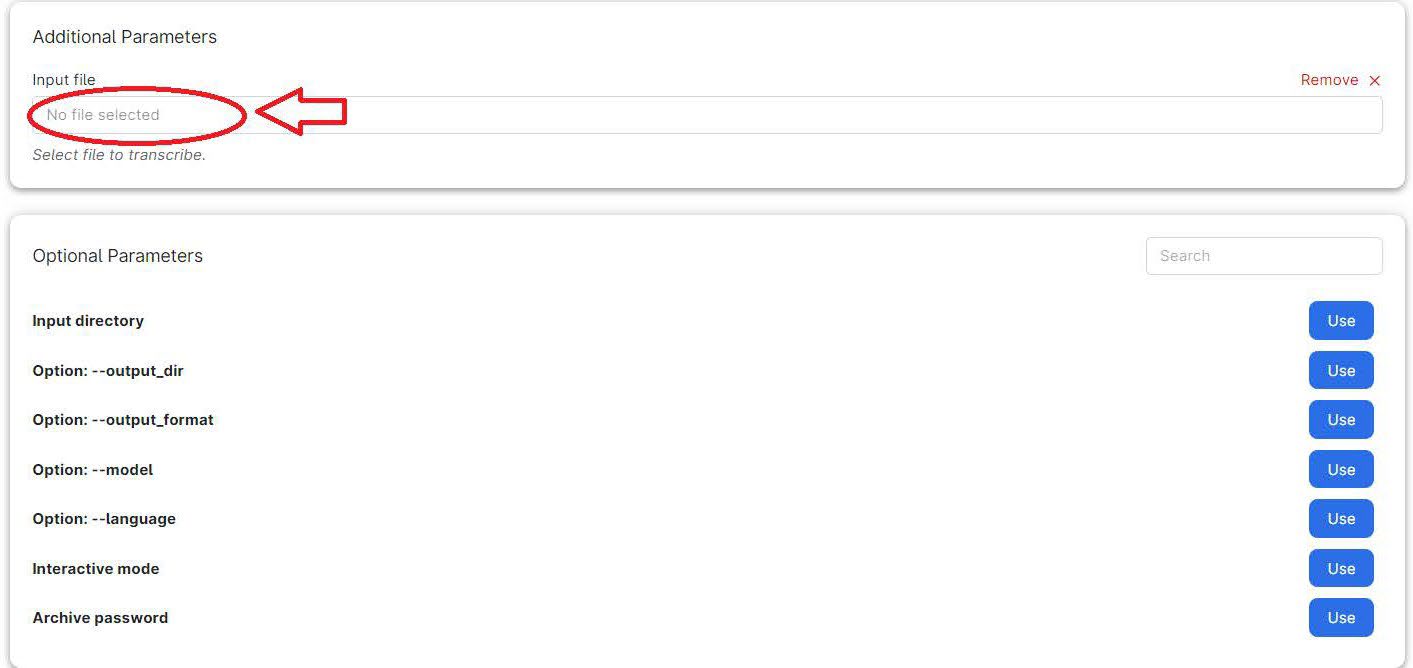 Additional Parameters
Input file
Remove ×
No file selected
Select file to transcribe.
Optional Parameters
Search
Input directory
Use
Option: --output_dir
Use
Option: --output_format
Use
Option: --model
Use
Option: --language
Use
Interactive mode
Use
Archive password
Use